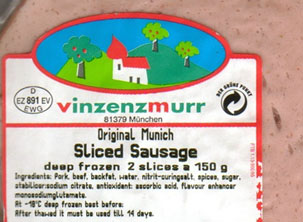 DER GRÜNE PUNKT
D
EZ 891 EV
EWG
vinzenzmurr
81379 München
Original Munich
Sliced Sausage
deep frozen 2 slices a 150 g
Ingredients: Pork, beef, backfat, water, nitrit-curingsalt, spices, sugar,
stabilicer:sodium citrate, antioxidant: ascorbic acid, flavour enhancer
monosodiumglutamate.
At -18°C deep frozen best before:
After thawed it must be used till 14 days.